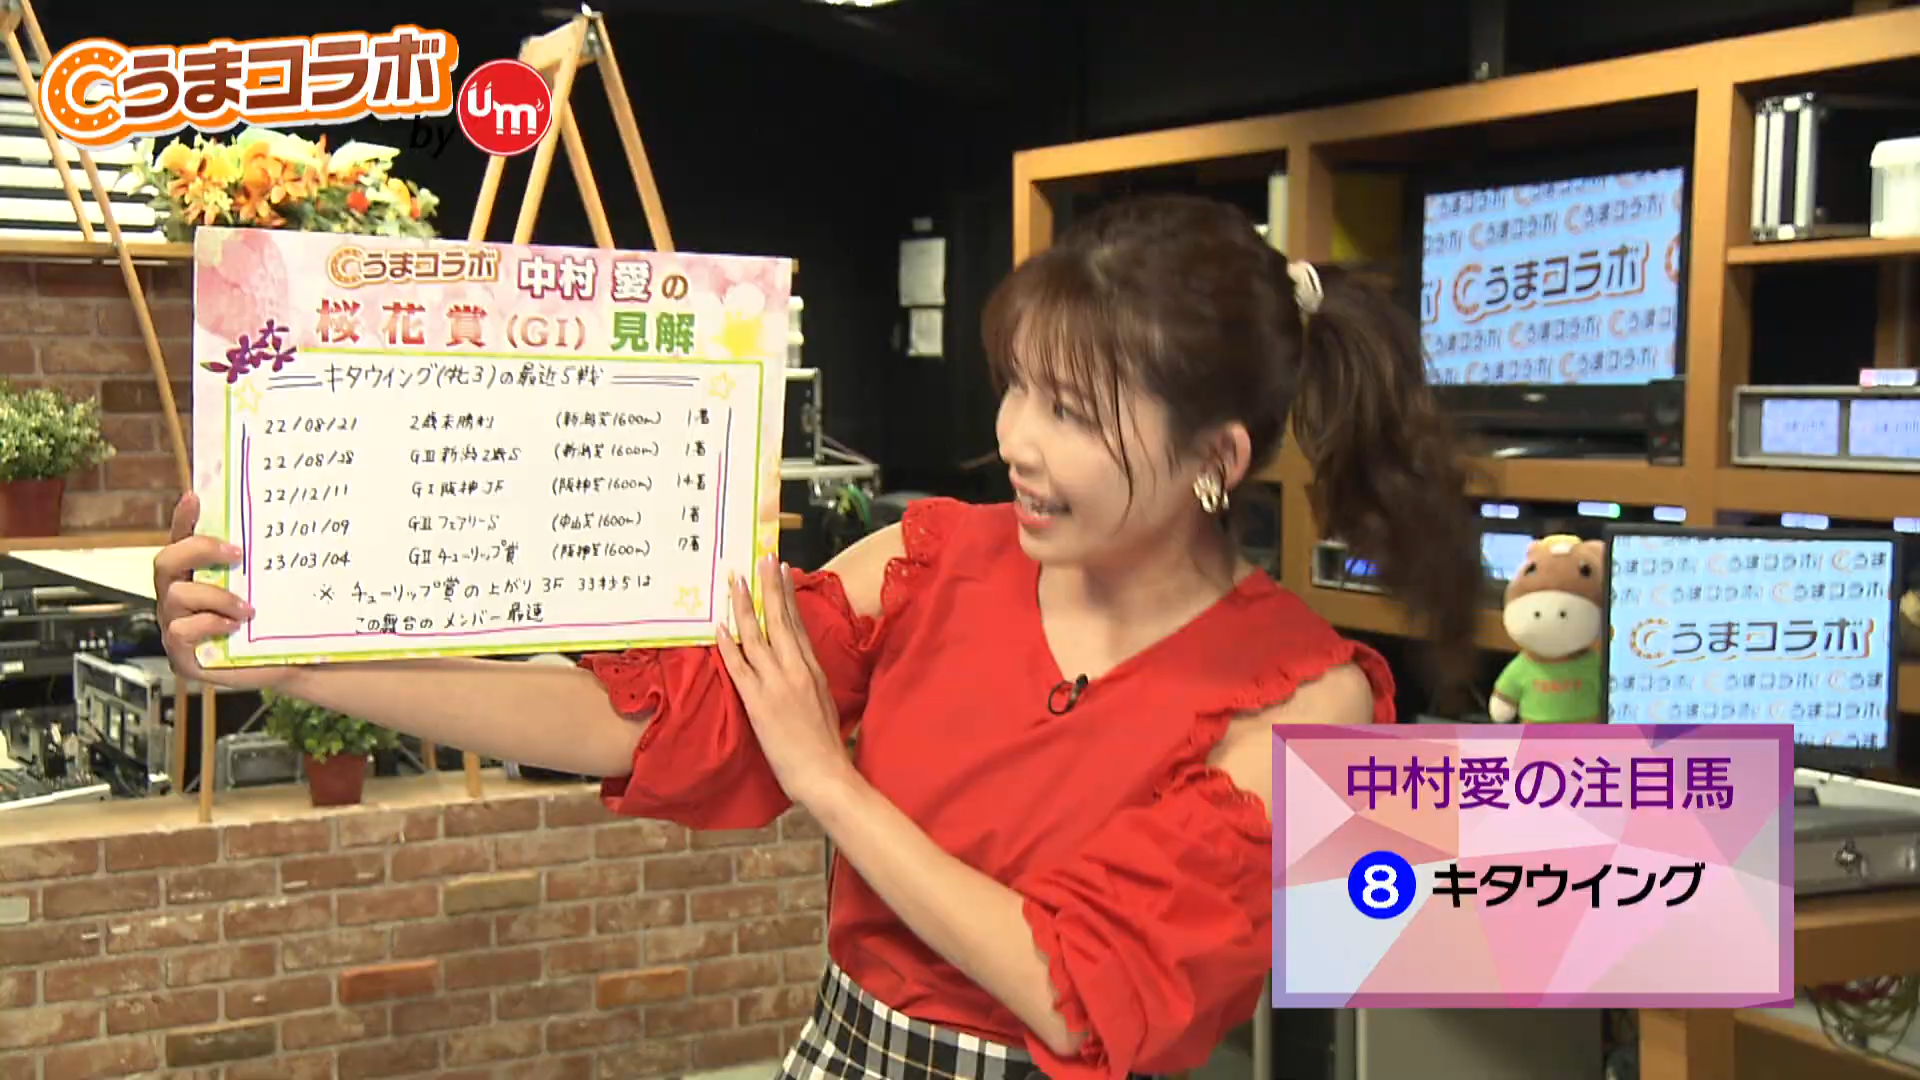 うまコラボ
by Um
うまコラボ 中村 愛の
桜花賞(GI)見解
キタウイング(牝3)の最近5戦
22/08/21 2歳未勝利 (新潟芝1600m) 1着
22/08/28 GIII新潟2歳S (新潟芝1600m) 1着
22/12/11 GI阪神JF (阪神芝1600m) 14着
23/01/09 GIIIフェアリーS (中山芝1600m) 1着
23/03/04 GIIチューリップ賞 (阪神芝1600m) 7着
※ チューリップ賞の上がり3F 33秒5は
この舞台のメンバー最速
うまコラボ
うまコラボ
中村愛の注目馬
8 キタウイング